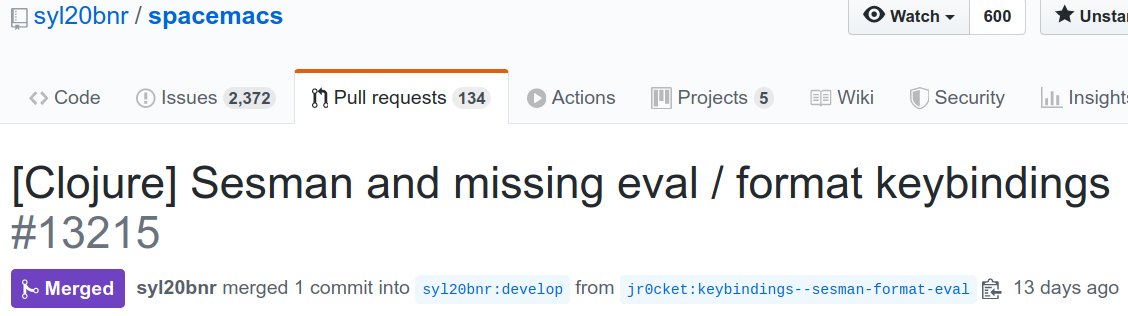 syl20bnr / spacemacs
Watch 600 Unsta
Code Issues 2,372 Pull requests 134 Actions Projects 5 Wiki Security Insights
[Clojure] Sesman and missing eval / format keybindings
#13215
Merged syl20bnr merged 1 commit into syl20bnr:develop from jr0cket:keybindings--sesman-format-eval 13 days ago